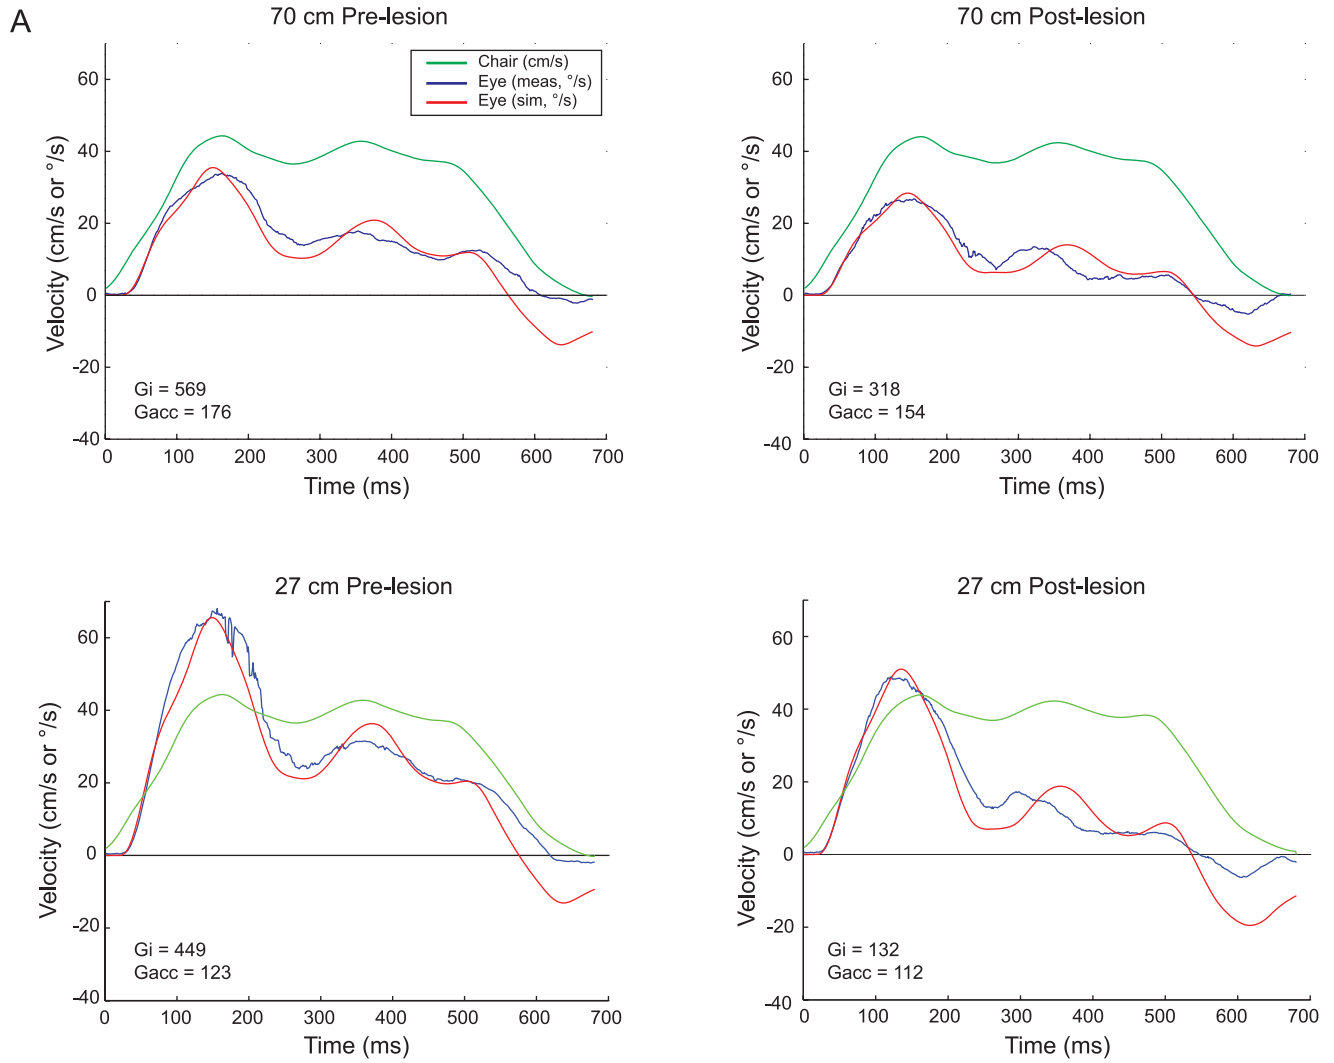 A
70 cm Pre-lesion
Velocity (cm/s or °/s)
60
40
20
0
-20
-40
Chair (cm/s)
Eye (meas, °/s)
Eye (sim, °/s)
Gi = 569
Gacc = 176
0 100 200 300 400 500 600 700
Time (ms)
70 cm Post-lesion
Velocity (cm/s or °/s)
60
40
20
0
-20
-40
Gi = 318
Gacc = 154
0 100 200 300 400 500 600 700
Time (ms)
27 cm Pre-lesion
Velocity (cm/s or °/s)
60
40
20
0
-20
-40
Gi = 449
Gacc = 123
0 100 200 300 400 500 600 700
Time (ms)
27 cm Post-lesion
Velocity (cm/s or °/s)
60
40
20
0
-20
-40
Gi = 132
Gacc = 112
0 100 200 300 400 500 600 700
Time (ms)